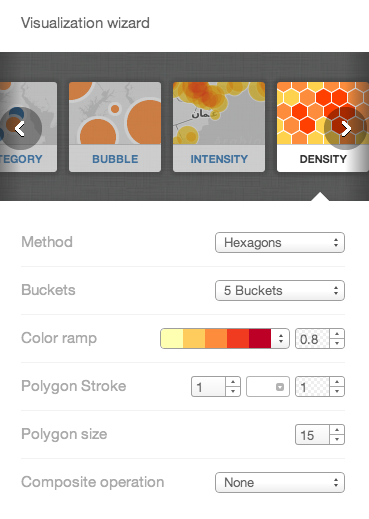 Visualization wizard
TEGORY
BUBBLE
INTENSITY
DENSITY
عمان
Method
Hexagons
Buckets
5 Buckets
Color ramp
0.8
Polygon Stroke
1
1
Polygon size
15
Composite operation
None